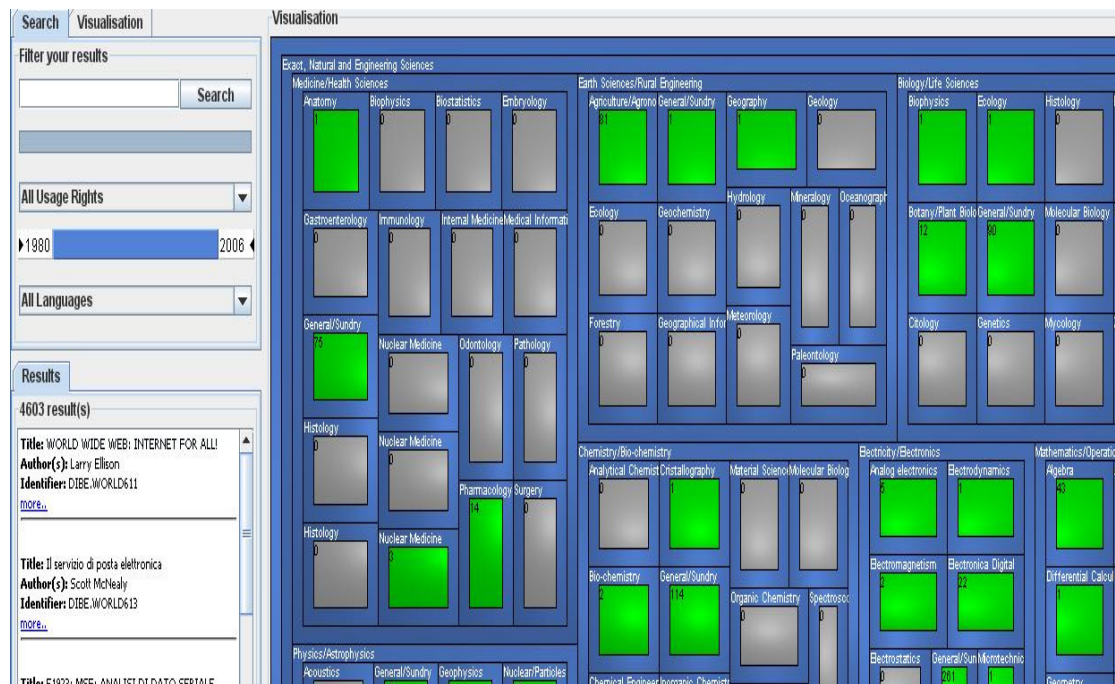 Search
Visualisation
Filter your results
Search
All Usage Rights
1980
2006
All Languages
Results
4603 result(s)
Title: WORLD WIDE WEB: INTERNET FOR ALL!
Author(s): Larry Ellison
Identifier: DIBE.WORLD611
more..
Title: Il servizio di posta elettronica
Author(s): Scott McNealy
Identifier: DIBE.WORLD613
more..
Visualisation
Exact, Natural and Engineering Sciences
Medicine/Health Sciences
Anatomy Biophysics Biostatistics Embryology
1 0 0 0
Gastroenterology Immunology Internal Medicine Medical Informati
0 0 0 0
General/Sundry
75
Nuclear Medicine Odontology Pathology
0 0 0
Histology
0
Nuclear Medicine
0
Pharmacology Surgery
14 0
Histology
0
Nuclear Medicine
3
Earth Sciences/Rural Engineering
Agriculture/Agrono General/Sundry Geography Geology
81 1 1 0
Hydrology Mineralogy Oceanograph
0 0 0
Ecology Geochemistry
0 0
Forestry Geographical Infor Meteorology
0 0 0
Paleontology
0
Biology/Life Sciences
Biophysics Ecology Histology
1 1 0
Botany/Plant Biolo General/Sundry Molecular Biology
12 90 0
Citology Genetics Mycology
0 0 0
Chemistry/Bio-chemistry
Analytical Chemist Cristallography Material Scienc Molecular Biolog
0 1 0 0
Bio-chemistry General/Sundry
2 114
Organic Chemistry Spectrosco
0 0
Chemical Engineer Inorganic Chemist
Electricity/Electronics
Analog electronics Electrodynamics
5 1
Electromagnetism Electronica Digital
2 22
Electrostatics General/Sun Microtechnic
0 261 1
Mathematics/Operatio
Algebra
43
Differential Calcul
1
Geometry
Physics/Astrophysics
Acoustics General/Sundry Geophysics Nuclear/Particles